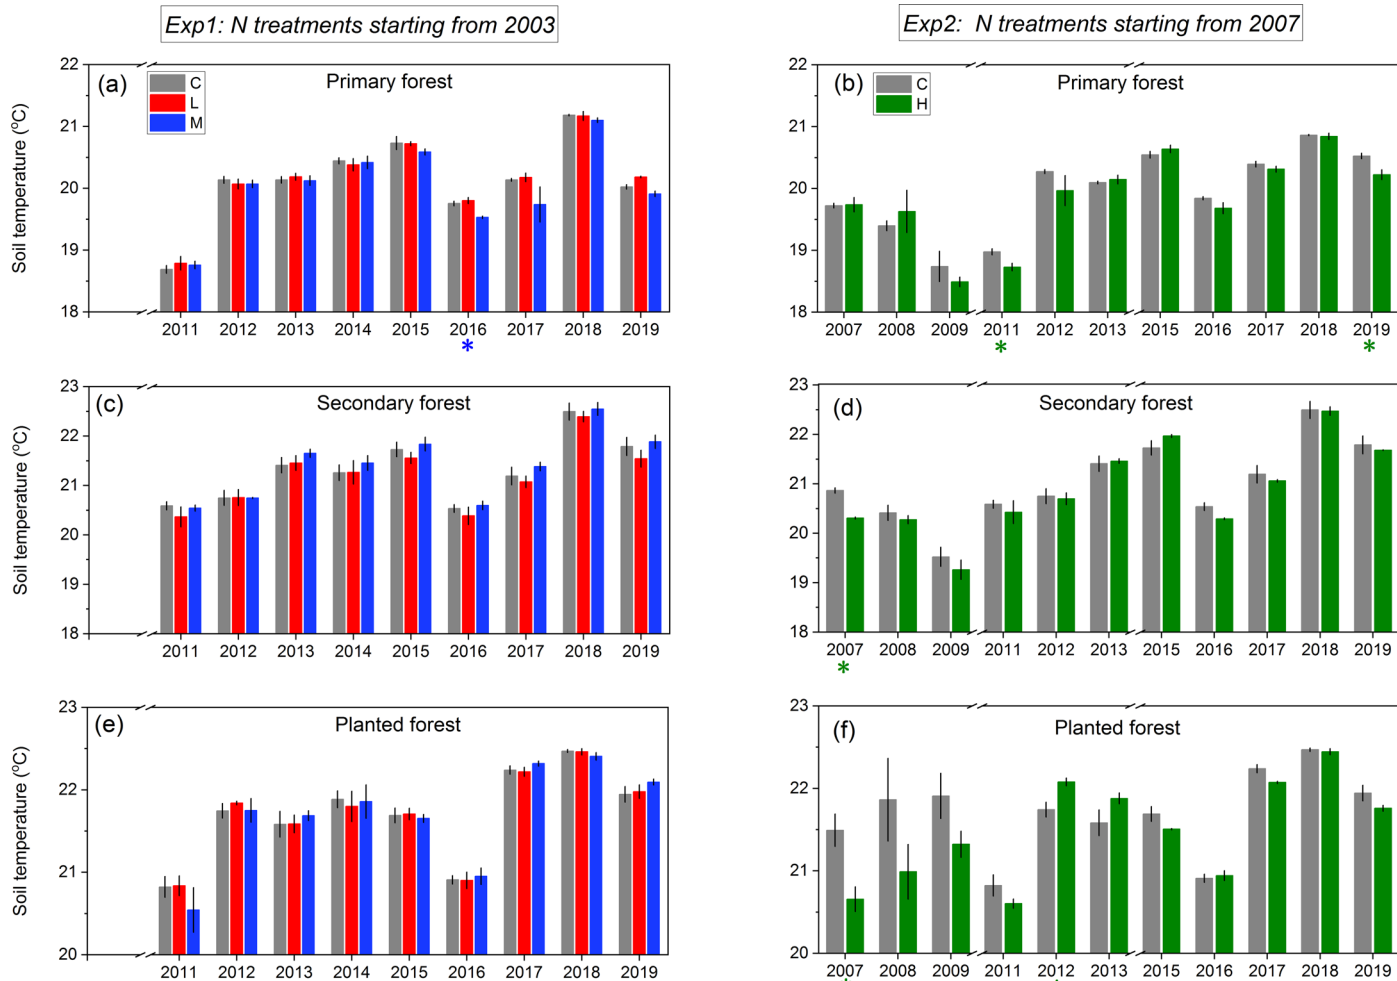 Exp1: N treatments starting from 2003
Exp2: N treatments starting from 2007
(a) Primary forest
C
L
M
Soil temperature (°C)
22
21
20
19
18
2011 2012 2013 2014 2015 2016 2017 2018 2019
*
(b) Primary forest
C
H
22
21
20
19
18
2007 2008 2009 2011 2012 2013 2015 2016 2017 2018 2019
* *
(c) Secondary forest
Soil temperature (°C)
23
22
21
20
19
18
2011 2012 2013 2014 2015 2016 2017 2018 2019
(d) Secondary forest
23
22
21
20
19
18
2007 2008 2009 2011 2012 2013 2015 2016 2017 2018 2019
*
(e) Planted forest
Soil temperature (°C)
23
22
21
20
2011 2012 2013 2014 2015 2016 2017 2018 2019
(f) Planted forest
23
22
21
20
2007 2008 2009 2011 2012 2013 2015 2016 2017 2018 2019